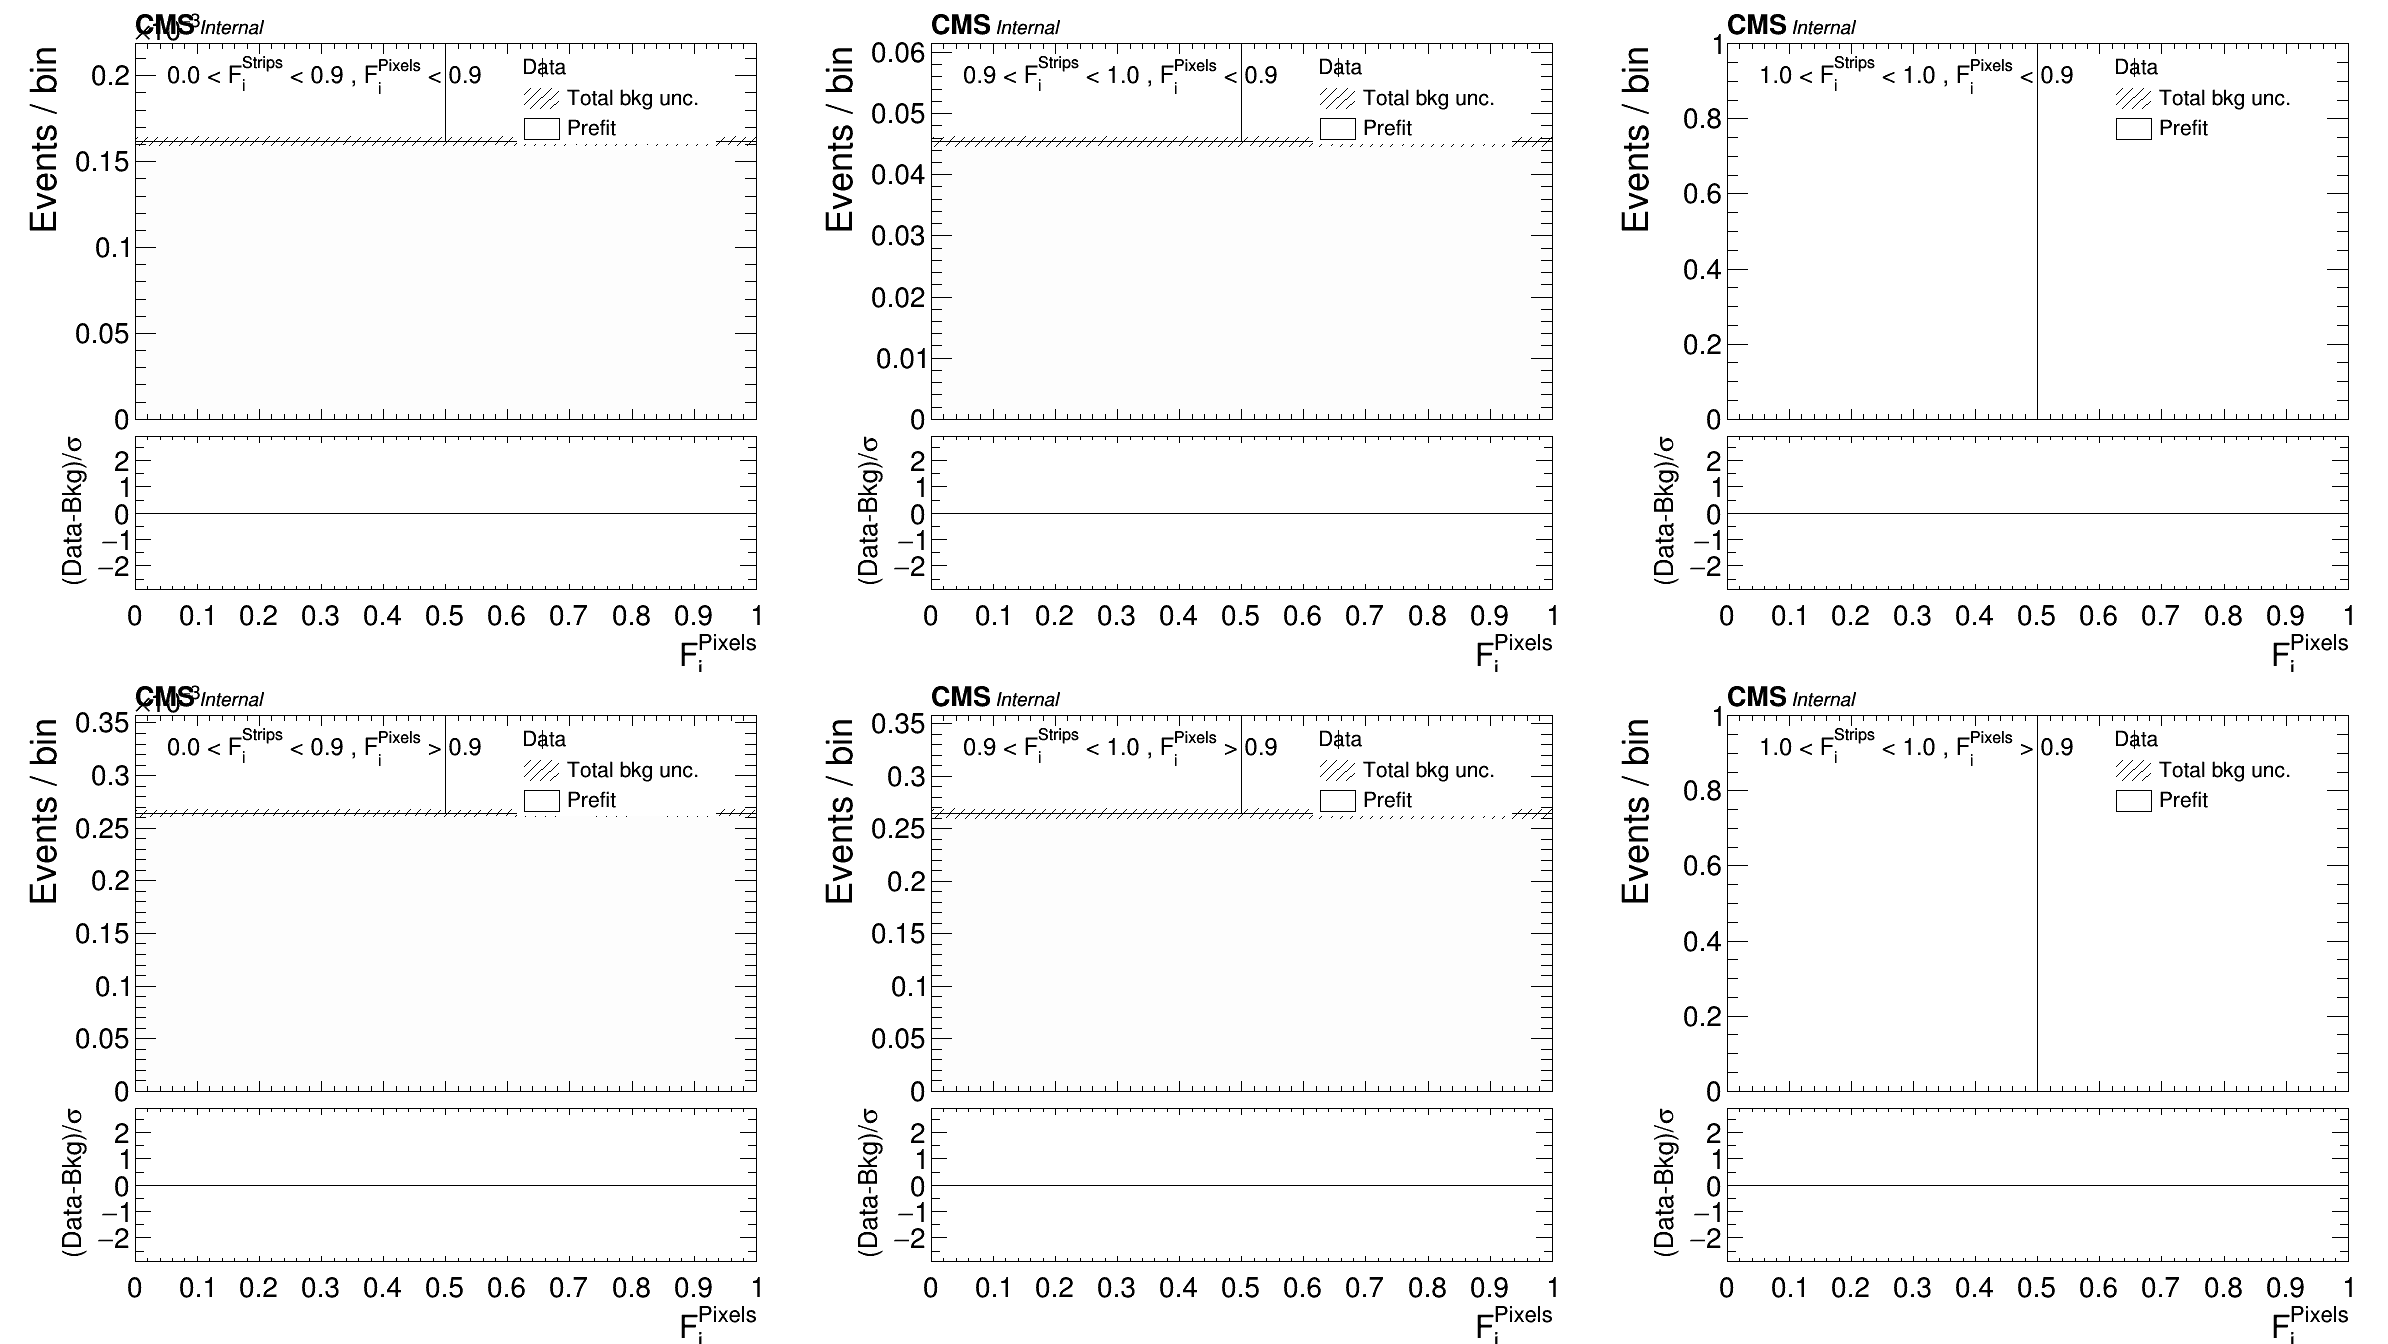 CMS Internal
×10⁻³
Events / bin
0.0 < F_i^Strips < 0.9 , F_i^Pixels < 0.9
Data
Total bkg unc.
Prefit
0.2
0.15
0.1
0.05
0
(Data-Bkg)/σ
2
1
0
−1
−2
0 0.1 0.2 0.3 0.4 0.5 0.6 0.7 0.8 0.9 1
F_i^Pixels
CMS Internal
Events / bin
0.9 < F_i^Strips < 1.0 , F_i^Pixels < 0.9
Data
Total bkg unc.
Prefit
0.06
0.05
0.04
0.03
0.02
0.01
0
(Data-Bkg)/σ
2
1
0
−1
−2
0 0.1 0.2 0.3 0.4 0.5 0.6 0.7 0.8 0.9 1
F_i^Pixels
CMS Internal
Events / bin
1.0 < F_i^Strips < 1.0 , F_i^Pixels < 0.9
Data
Total bkg unc.
Prefit
1
0.8
0.6
0.4
0.2
0
(Data-Bkg)/σ
2
1
0
−1
−2
0 0.1 0.2 0.3 0.4 0.5 0.6 0.7 0.8 0.9 1
F_i^Pixels
CMS Internal
×10⁻³
Events / bin
0.0 < F_i^Strips < 0.9 , F_i^Pixels > 0.9
Data
Total bkg unc.
Prefit
0.35
0.3
0.25
0.2
0.15
0.1
0.05
0
(Data-Bkg)/σ
2
1
0
−1
−2
0 0.1 0.2 0.3 0.4 0.5 0.6 0.7 0.8 0.9 1
F_i^Pixels
CMS Internal
Events / bin
0.9 < F_i^Strips < 1.0 , F_i^Pixels > 0.9
Data
Total bkg unc.
Prefit
0.35
0.3
0.25
0.2
0.15
0.1
0.05
0
(Data-Bkg)/σ
2
1
0
−1
−2
0 0.1 0.2 0.3 0.4 0.5 0.6 0.7 0.8 0.9 1
F_i^Pixels
CMS Internal
Events / bin
1.0 < F_i^Strips < 1.0 , F_i^Pixels > 0.9
Data
Total bkg unc.
Prefit
1
0.8
0.6
0.4
0.2
0
(Data-Bkg)/σ
2
1
0
−1
−2
0 0.1 0.2 0.3 0.4 0.5 0.6 0.7 0.8 0.9 1
F_i^Pixels